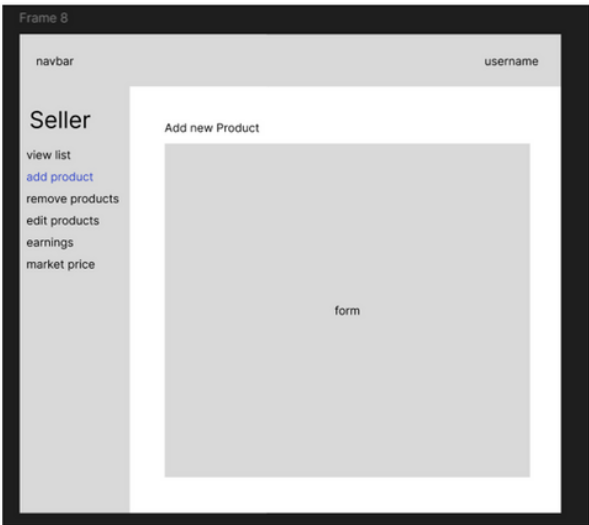 Frame 8
navbar
username
Seller
view list
add product
remove products
edit products
earnings
market price
Add new Product
form